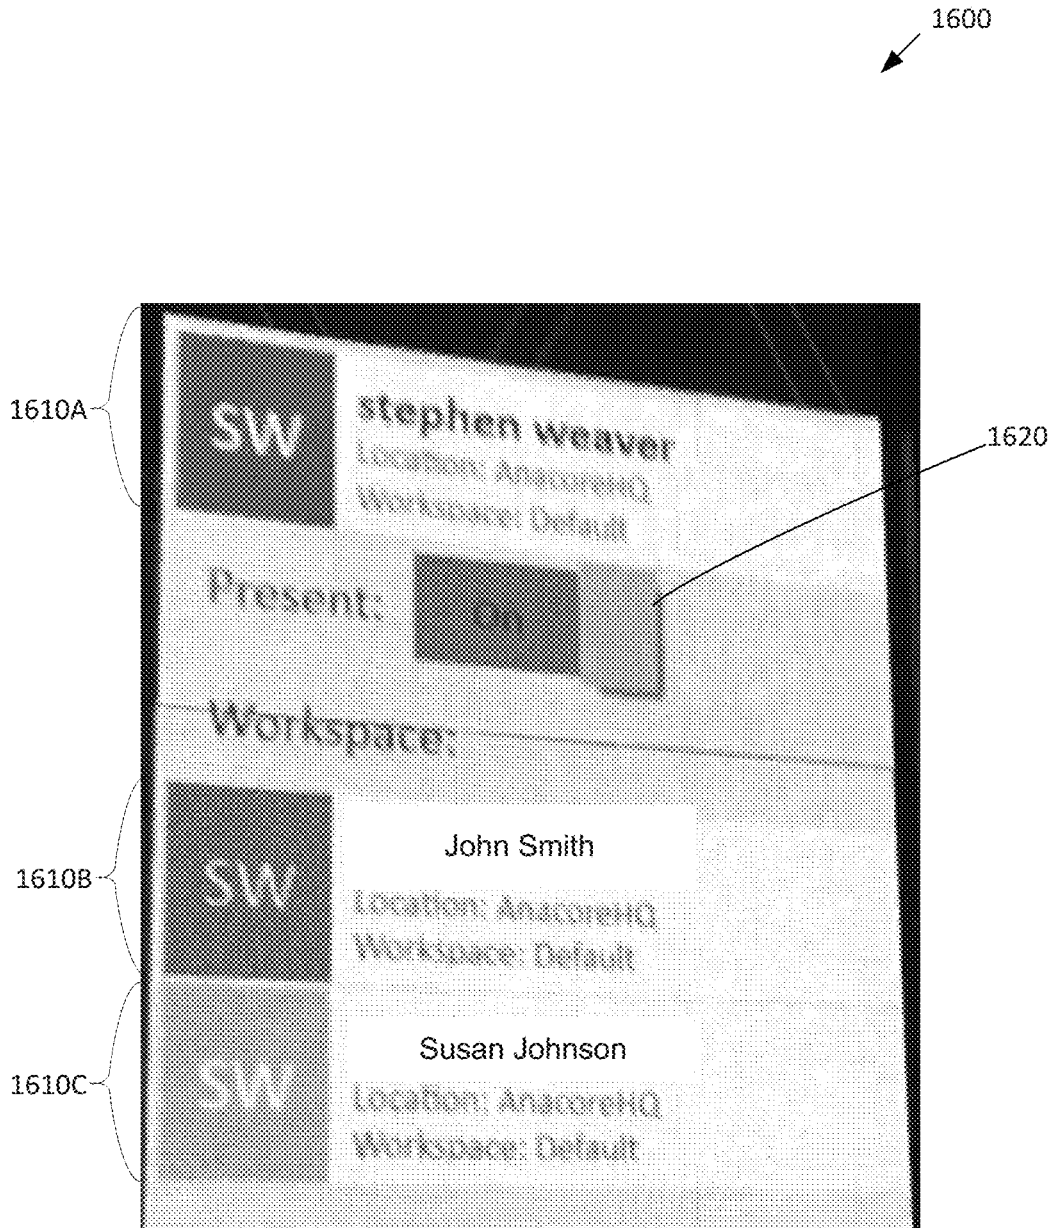 1600
1610A
SW
stephen weaver
Location: AnacoreHQ
Workspace: Default
1620
Present:
On
Workspace:
1610B
SW
John Smith
Location: AnacoreHQ
Workspace: Default
1610C
SW
Susan Johnson
Location: AnacoreHQ
Workspace: Default